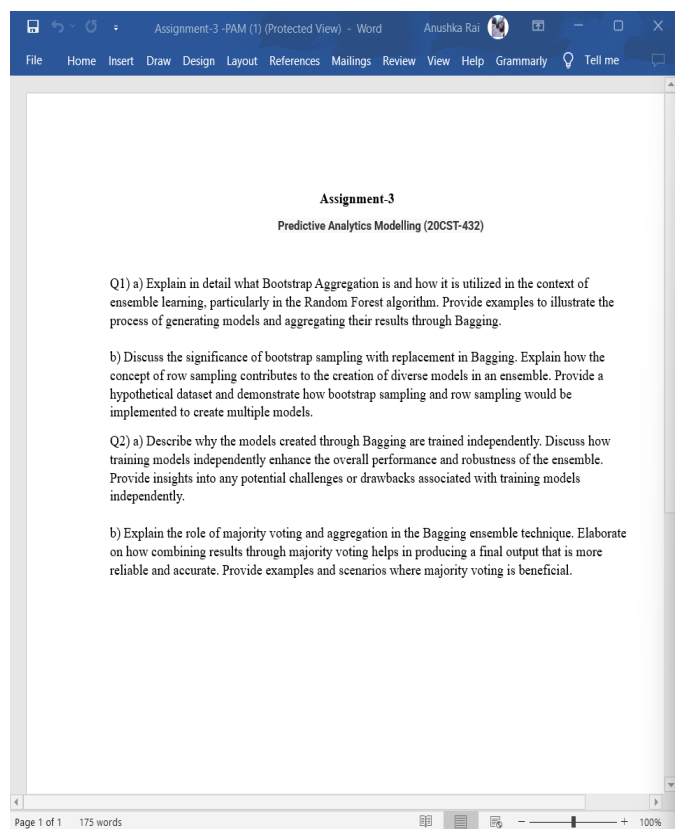 Assignment-3 -PAM (1) (Protected View) - Word Anushka Rai
File Home Insert Draw Design Layout References Mailings Review View Help Grammarly Tell me
Assignment-3
Predictive Analytics Modelling (20CST-432)
Q1) a) Explain in detail what Bootstrap Aggregation is and how it is utilized in the context of
ensemble learning, particularly in the Random Forest algorithm. Provide examples to illustrate the
process of generating models and aggregating their results through Bagging.
b) Discuss the significance of bootstrap sampling with replacement in Bagging. Explain how the
concept of row sampling contributes to the creation of diverse models in an ensemble. Provide a
hypothetical dataset and demonstrate how bootstrap sampling and row sampling would be
implemented to create multiple models.
Q2) a) Describe why the models created through Bagging are trained independently. Discuss how
training models independently enhance the overall performance and robustness of the ensemble.
Provide insights into any potential challenges or drawbacks associated with training models
independently.
b) Explain the role of majority voting and aggregation in the Bagging ensemble technique. Elaborate
on how combining results through majority voting helps in producing a final output that is more
reliable and accurate. Provide examples and scenarios where majority voting is beneficial.
Page 1 of 1 175 words 100%